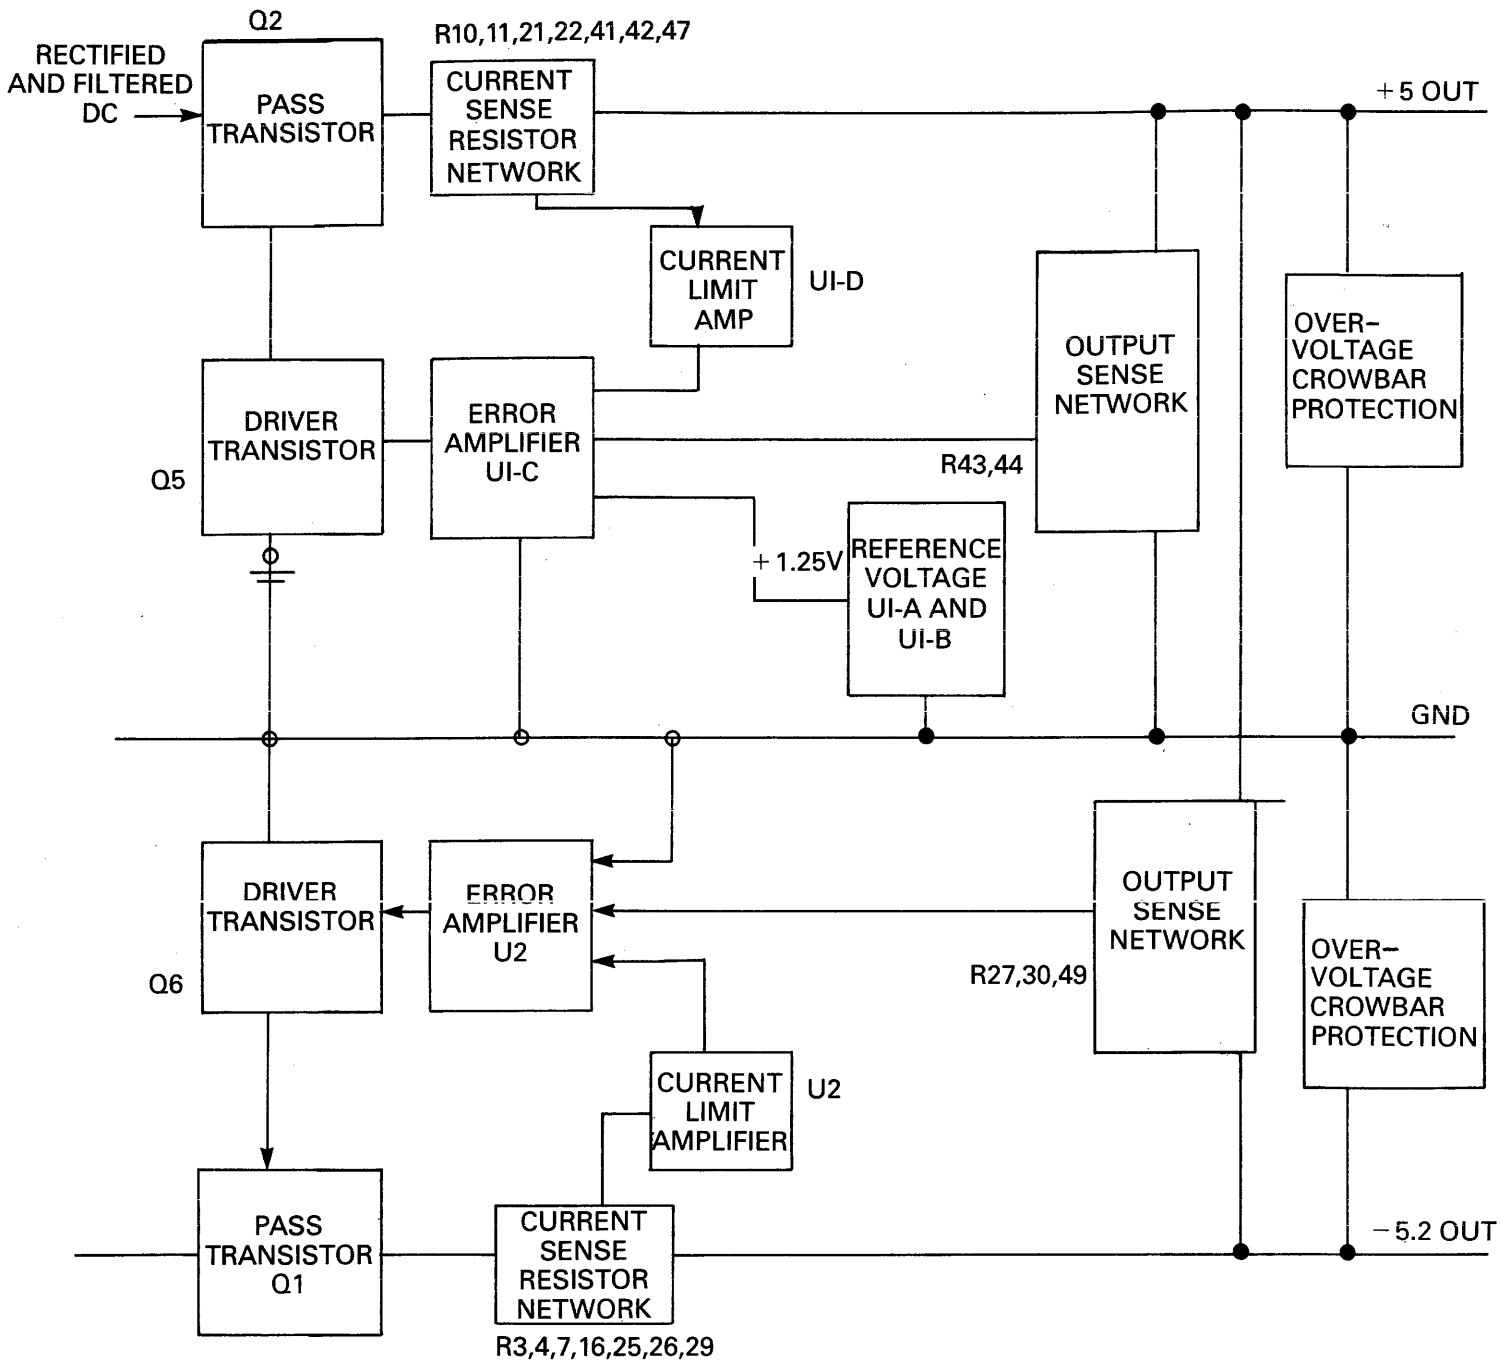 Q2
RECTIFIED
AND FILTERED
DC
PASS
TRANSISTOR
R10,11,21,22,41,42,47
CURRENT
SENSE
RESISTOR
NETWORK
+5 OUT
CURRENT
LIMIT
AMP
UI-D
OUTPUT
SENSE
NETWORK
R43,44
OVER-
VOLTAGE
CROWBAR
PROTECTION
DRIVER
TRANSISTOR
Q5
ERROR
AMPLIFIER
UI-C
+1.25V
REFERENCE
VOLTAGE
UI-A AND
UI-B
GND
DRIVER
TRANSISTOR
Q6
ERROR
AMPLIFIER
U2
OUTPUT
SENSE
NETWORK
R27,30,49
OVER-
VOLTAGE
CROWBAR
PROTECTION
CURRENT
LIMIT
AMPLIFIER
U2
PASS
TRANSISTOR
Q1
CURRENT
SENSE
RESISTOR
NETWORK
R3,4,7,16,25,26,29
-5.2 OUT